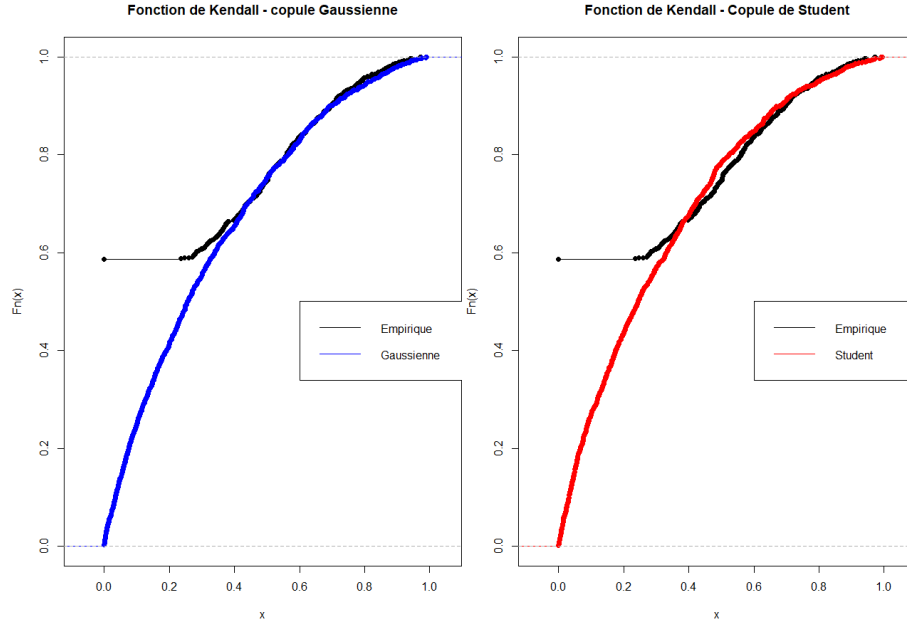 Fonction de Kendall - copule Gaussienne
Fn(x)
1.0
0.8
0.6
0.4
0.2
0.0
Empirique
Gaussienne
0.0 0.2 0.4 0.6 0.8 1.0
x
Fonction de Kendall - Copule de Student
Fn(x)
1.0
0.8
0.6
0.4
0.2
0.0
Empirique
Student
0.0 0.2 0.4 0.6 0.8 1.0
x